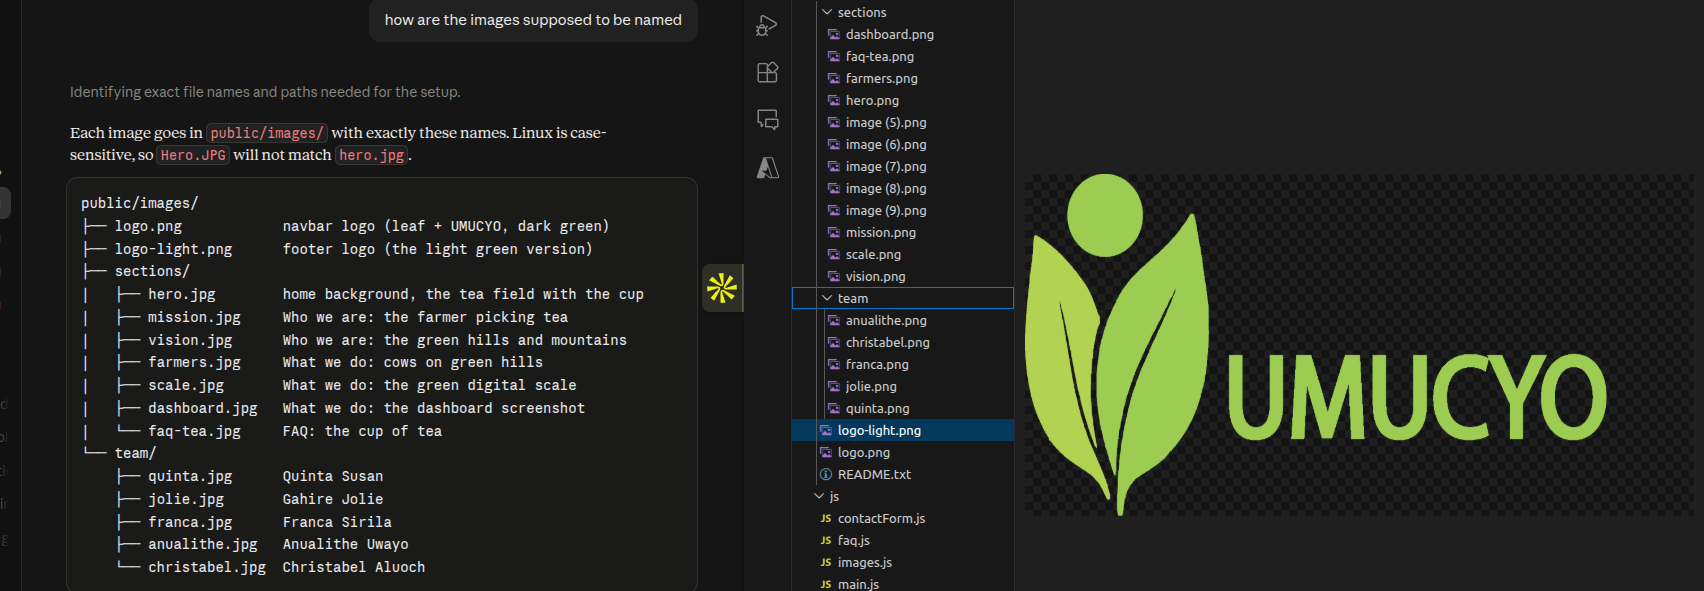 how are the images supposed to be named
Identifying exact file names and paths needed for the setup.
Each image goes in public/images/ with exactly these names. Linux is case-
sensitive, so Hero.JPG will not match hero.jpg.
public/images/
├── logo.png navbar logo (leaf + UMUCYO, dark green)
├── logo-light.png footer logo (the light green version)
├── sections/
│ ├── hero.jpg home background, the tea field with the cup
│ ├── mission.jpg Who we are: the farmer picking tea
│ ├── vision.jpg Who we are: the green hills and mountains
│ ├── farmers.jpg What we do: cows on green hills
│ ├── scale.jpg What we do: the green digital scale
│ ├── dashboard.jpg What we do: the dashboard screenshot
│ └── faq-tea.jpg FAQ: the cup of tea
└── team/
├── quinta.jpg Quinta Susan
├── jolie.jpg Gahire Jolie
├── franca.jpg Franca Sirila
├── anualithe.jpg Anualithe Uwayo
└── christabel.jpg Christabel Aluoch
sections
dashboard.png
faq-tea.png
farmers.png
hero.png
image (5).png
image (6).png
image (7).png
image (8).png
image (9).png
mission.png
scale.png
vision.png
team
anualithe.png
christabel.png
franca.png
jolie.png
quinta.png
logo-light.png
logo.png
README.txt
js
JS contactForm.js
JS faq.js
JS images.js
JS main.js
UMUCYO